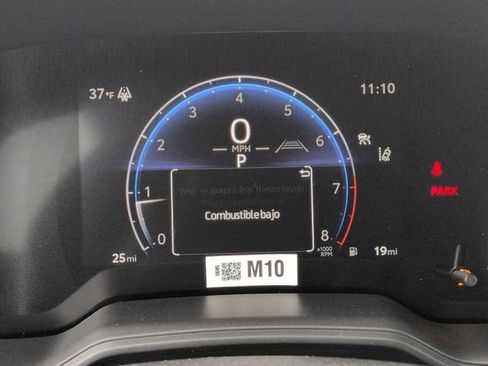 37°F
11:10
4
3
5
2
6
1
7
0
8
0
MPH
P
Combustible bajo
x1000
RPM
25mi
19mi
PARK
M10